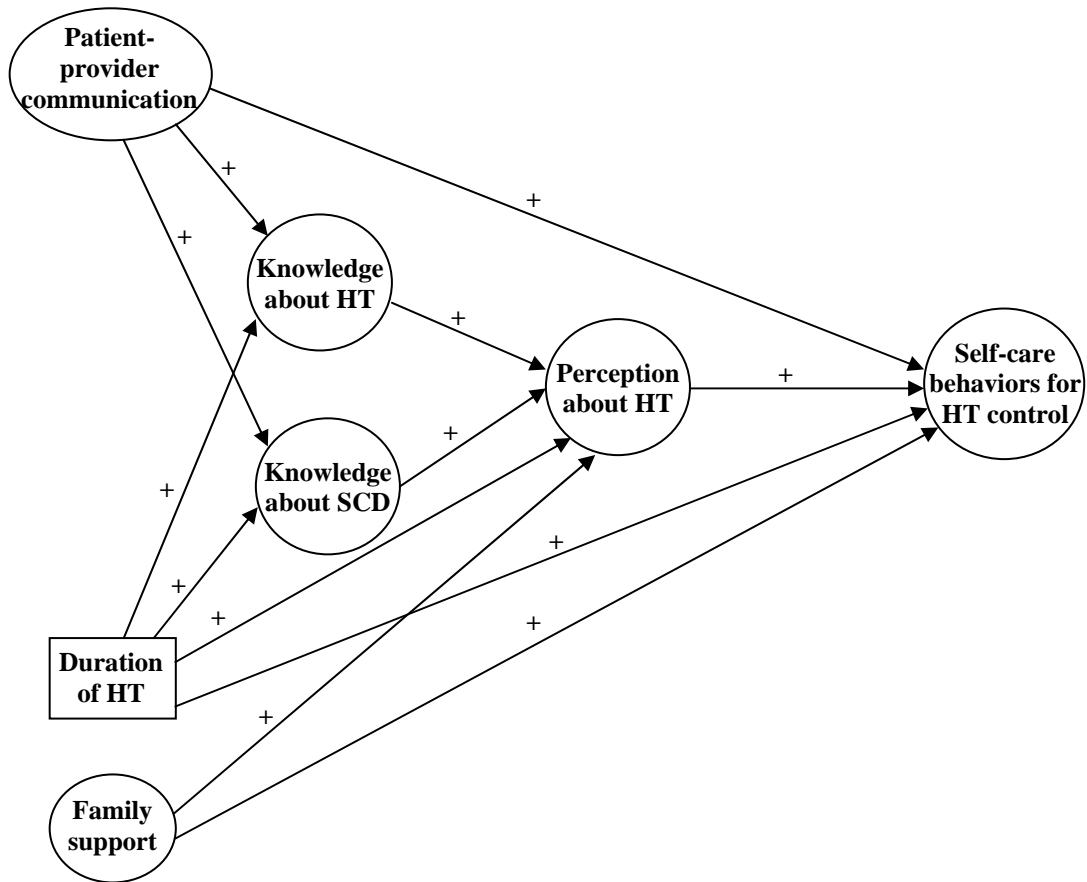 Patient-
provider
communication
+
+
+
Knowledge
about HT
+
Perception
about HT
+
Self-care
behaviors for
HT control
Knowledge
about SCD
+
+
+
+
+
+
+
Duration
of HT
Family
support